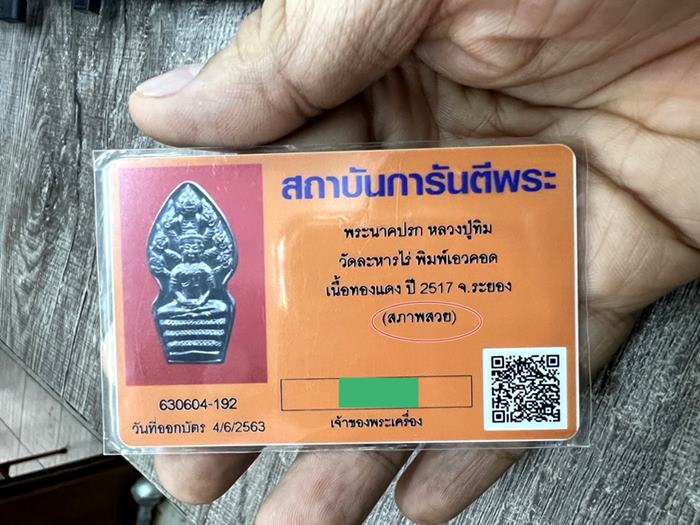 สถาบันการันตีพระ
พระนาคปรก หลวงปู่ทิม
วัดละหารไร่ พิมพ์เอวคอด
เนื้อทองแดง ปี 2517 จ.ระยอง
(สภาพสวย)
630604-192
วันที่ออกบัตร 4/6/2563
เจ้าของพระเครื่อง